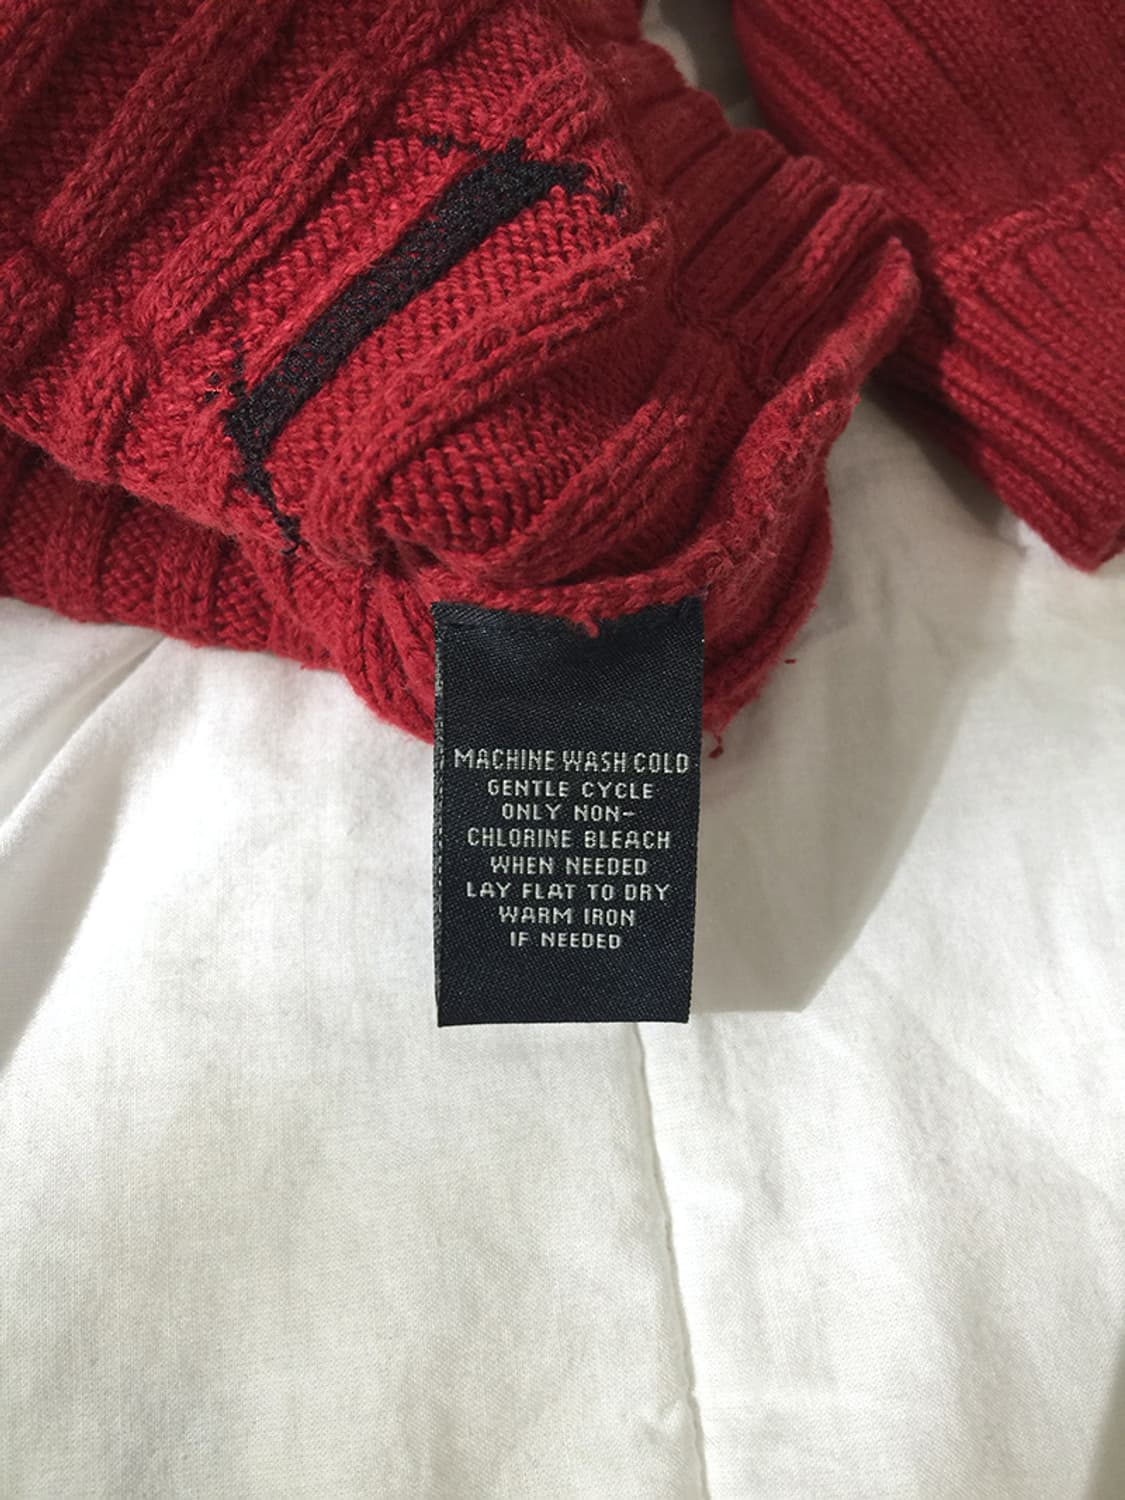 MACHINE WASH COLD
GENTLE CYCLE
ONLY NON-
CHLORINE BLEACH
WHEN NEEDED
LAY FLAT TO DRY
WARM IRON
IF NEEDED